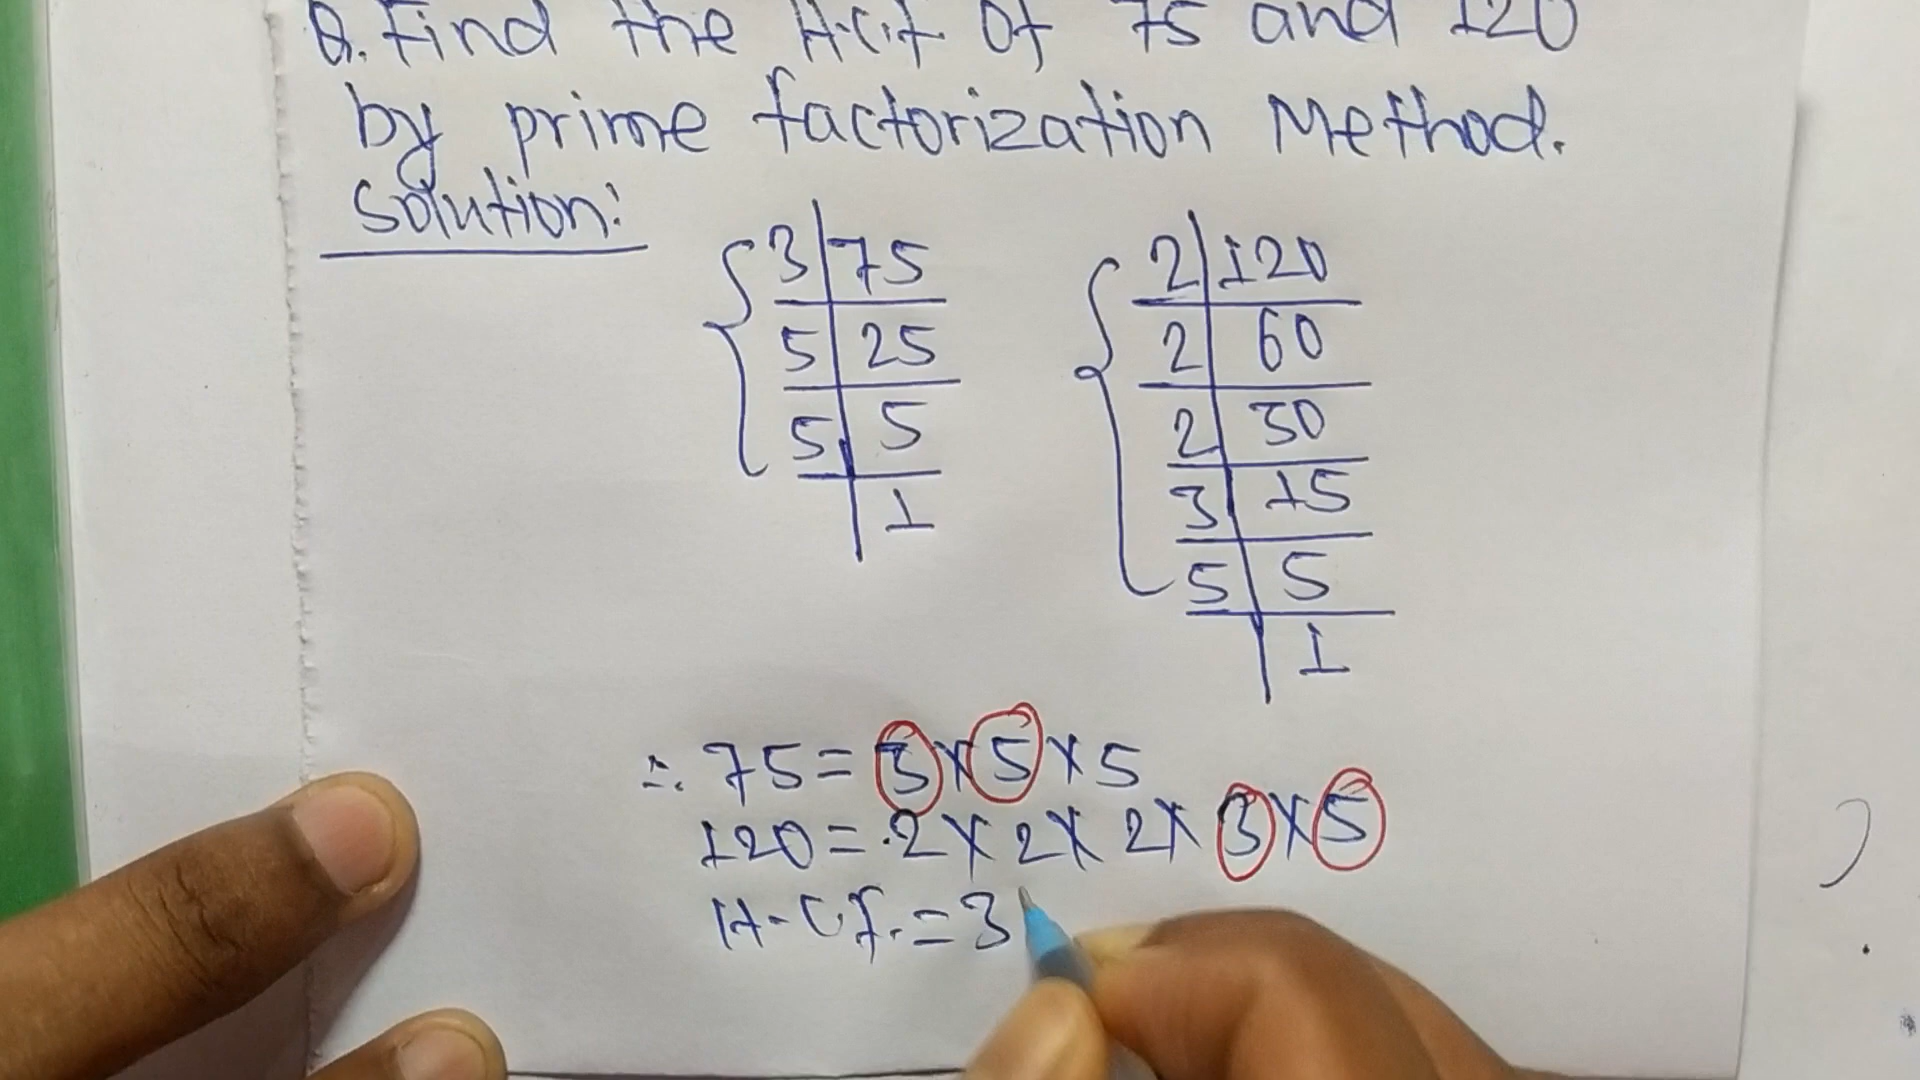 Q. Find the H.C.f Of 75 and 120
by prime factorization Method.
Solution:
3 75
5 25
5 5
1
2 120
2 60
2 30
3 15
5 5
1
∴ 75 = 3 × 5 × 5
120 = 2 × 2 × 2 × 3 × 5
H.C.f. = 3